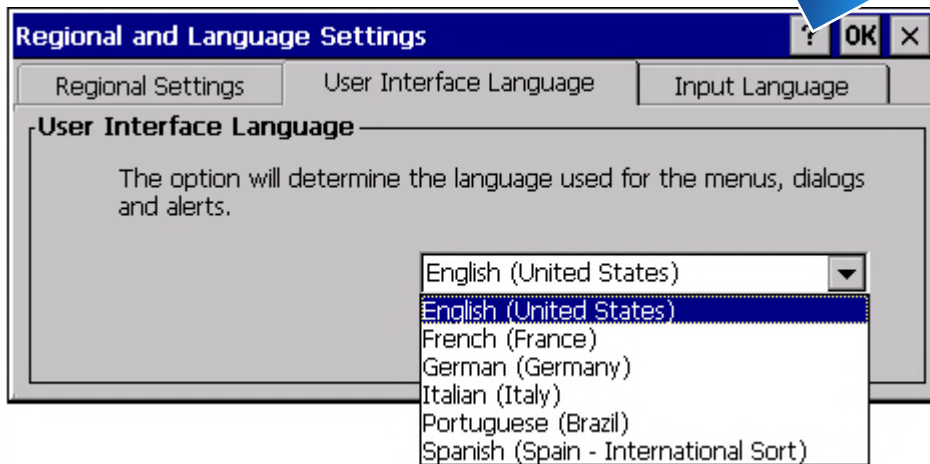 Regional and Language Settings ? OK ×
Regional Settings User Interface Language Input Language
User Interface Language
The option will determine the language used for the menus, dialogs
and alerts.
English (United States)
English (United States)
French (France)
German (Germany)
Italian (Italy)
Portuguese (Brazil)
Spanish (Spain - International Sort)